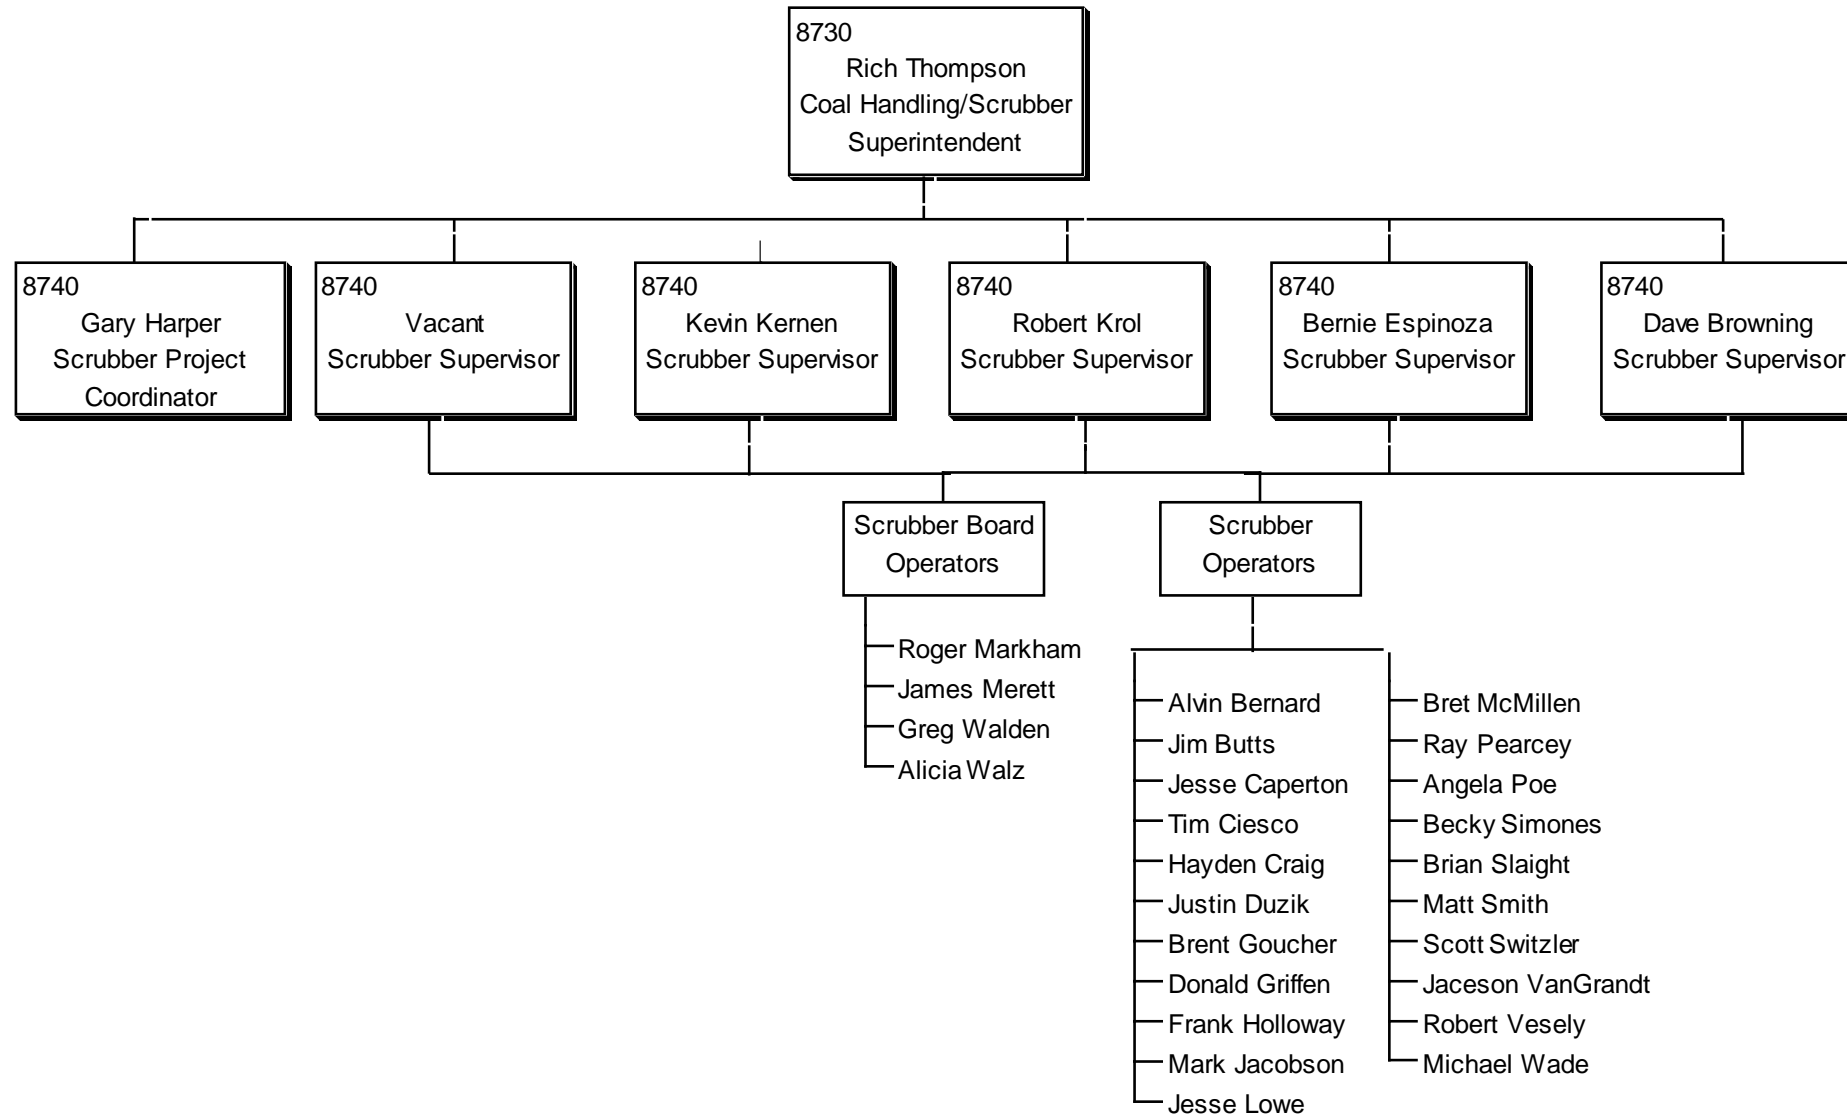 8730
Rich Thompson
Coal Handling/Scrubber
Superintendent
8740
Gary Harper
Scrubber Project
Coordinator
8740
Vacant
Scrubber Supervisor
8740
Kevin Kernen
Scrubber Supervisor
8740
Robert Krol
Scrubber Supervisor
8740
Bernie Espinoza
Scrubber Supervisor
8740
Dave Browning
Scrubber Supervisor
Scrubber Board
Operators
Roger Markham
James Merett
Greg Walden
Alicia Walz
Scrubber
Operators
Alvin Bernard
Jim Butts
Jesse Caperton
Tim Ciesco
Hayden Craig
Justin Duzik
Brent Goucher
Donald Griffen
Frank Holloway
Mark Jacobson
Jesse Lowe
Bret McMillen
Ray Pearcey
Angela Poe
Becky Simones
Brian Slaight
Matt Smith
Scott Switzler
Jaceson VanGrandt
Robert Vesely
Michael Wade